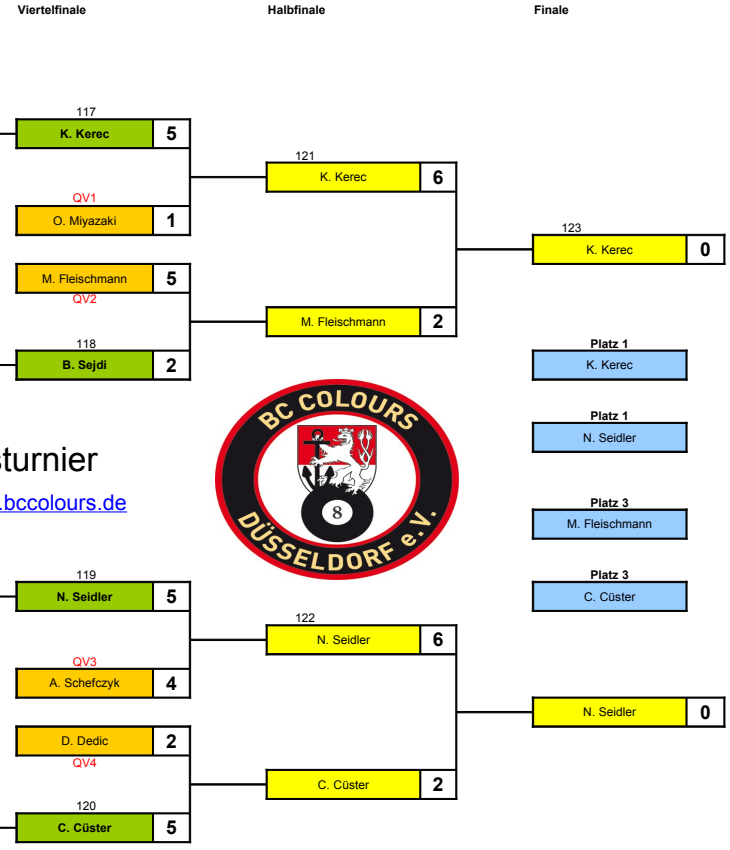 Viertelfinale Halbfinale Finale
117
K. Kerec 5
121
K. Kerec 6
QV1
O. Miyazaki 1
123
K. Kerec 0
M. Fleischmann 5
QV2
M. Fleischmann 2
118
B. Sejdi 2
Platz 1
K. Kerec
BC COLOURS
8
DÜSSELDORF e.V.
Platz 1
N. Seidler
sturnier
.bccolours.de
Platz 3
M. Fleischmann
119
N. Seidler 5
Platz 3
C. Cüster
122
N. Seidler 6
QV3
A. Schefczyk 4
N. Seidler 0
D. Dedic 2
QV4
C. Cüster 2
120
C. Cüster 5